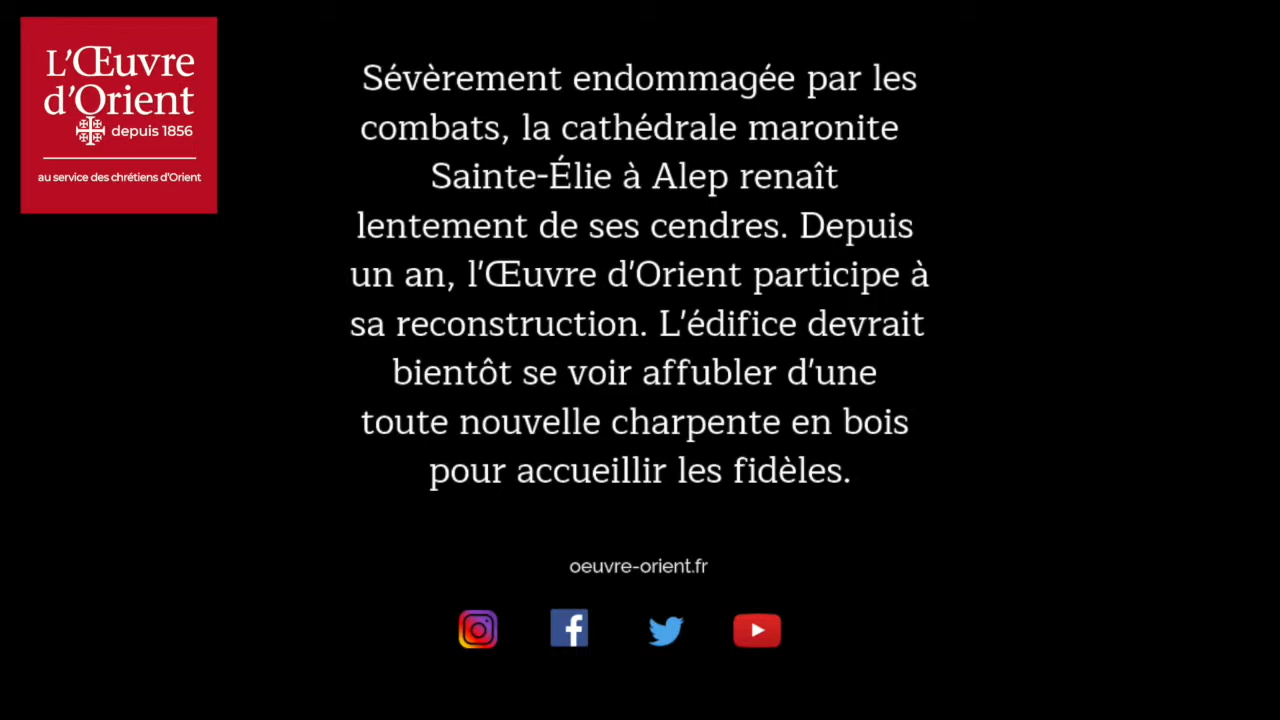 L'Œuvre
d'Orient
depuis 1856
au service des chrétiens d'Orient
Sévèrement endommagée par les
combats, la cathédrale maronite
Sainte-Élie à Alep renaît
lentement de ses cendres. Depuis
un an, l'Œuvre d'Orient participe à
sa reconstruction. L'édifice devrait
bientôt se voir affubler d'une
toute nouvelle charpente en bois
pour accueillir les fidèles.
oeuvre-orient.fr